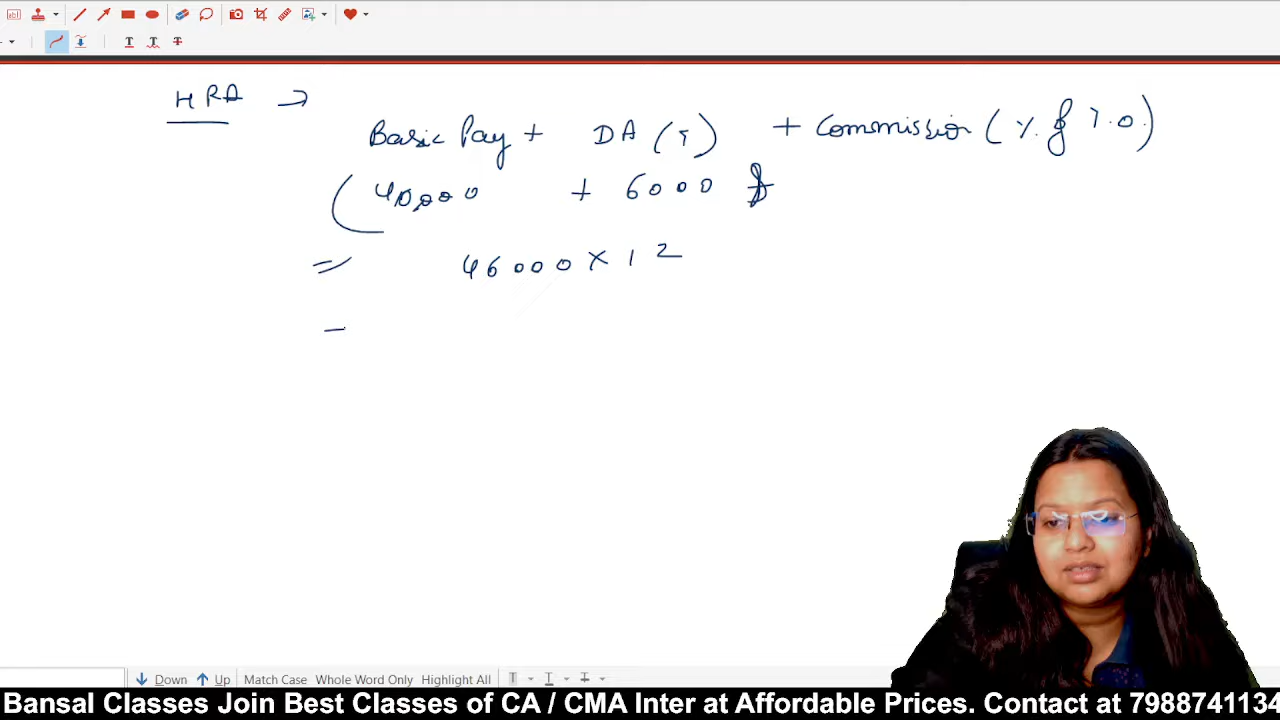 HRA →
Basic Pay + DA (T) + Commission (% of T.O.)
(40,000 + 6000
= 46000 × 12
Down Up Match Case Whole Word Only Highlight All T T T
Bansal Classes Join Best Classes of CA / CMA Inter at Affordable Prices. Contact at 7988741134